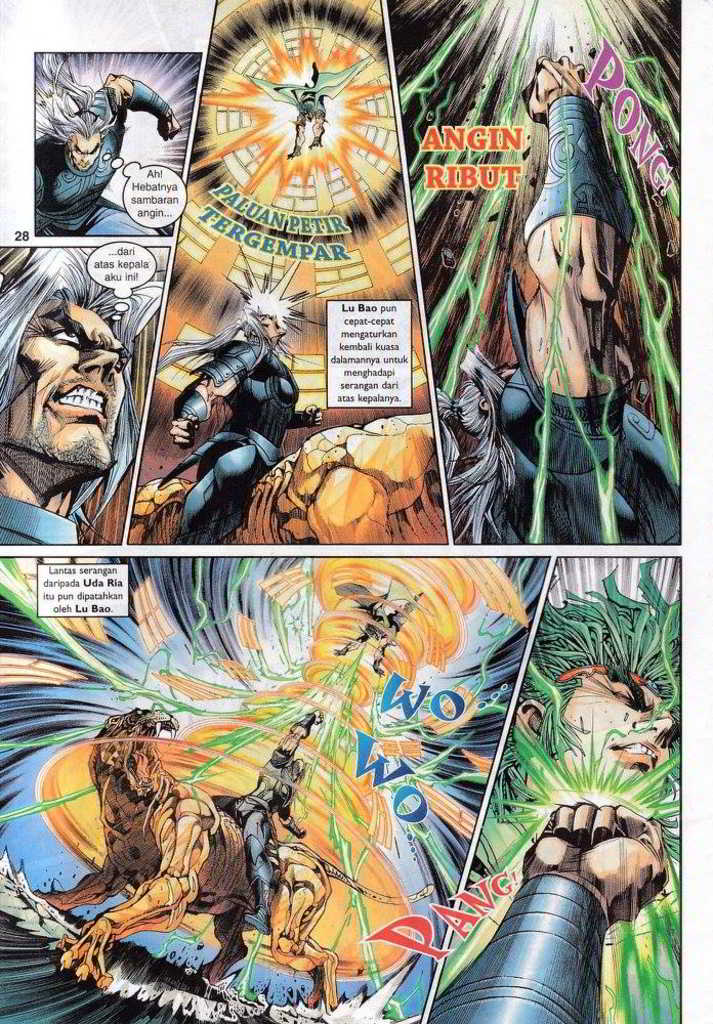 Ah!
Hebatnya
sambaran
angin...
28
...dari
atas kepala
aku ini!
PALUAN PETIR
TERGEMPAR
Lu Bao pun
cepat-cepat
mengaturkan
kembali kuasa
dalamannya untuk
menghadapi
serangan dari
atas kepalanya.
ANGIN
RIBUT
PONG!
Lantas serangan
daripada Uda Ria
itu pun dipatahkan
oleh Lu Bao.
WO...
WO...
PANG!